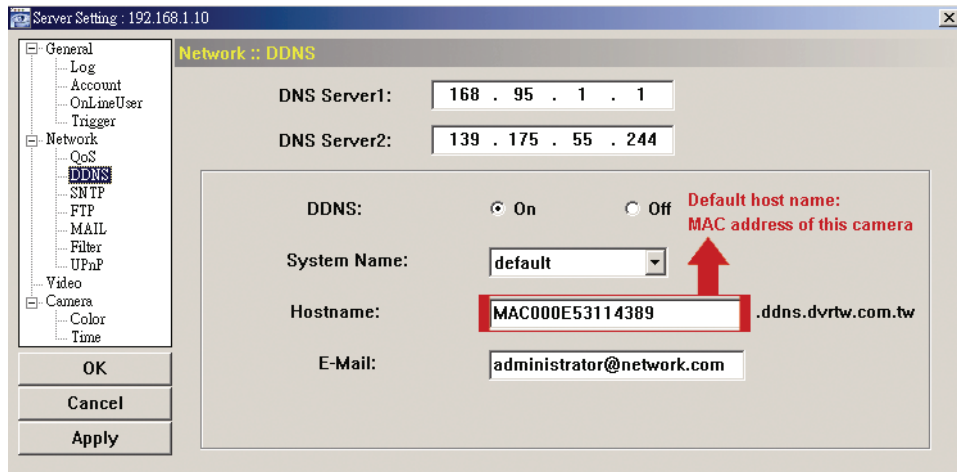 Server Setting : 192.168.1.10
General
Log
Account
OnLineUser
Trigger
Network
QoS
DDNS
SNTP
FTP
MAIL
Filter
UPnP
Video
Camera
Color
Time
OK
Cancel
Apply
Network :: DDNS
DNS Server1: 168 . 95 . 1 . 1
DNS Server2: 139 . 175 . 55 . 244
DDNS: On Off
Default host name:
MAC address of this camera
System Name: default
Hostname: MAC000E53114389 .ddns.dvrtw.com.tw
E-Mail: administrator@network.com